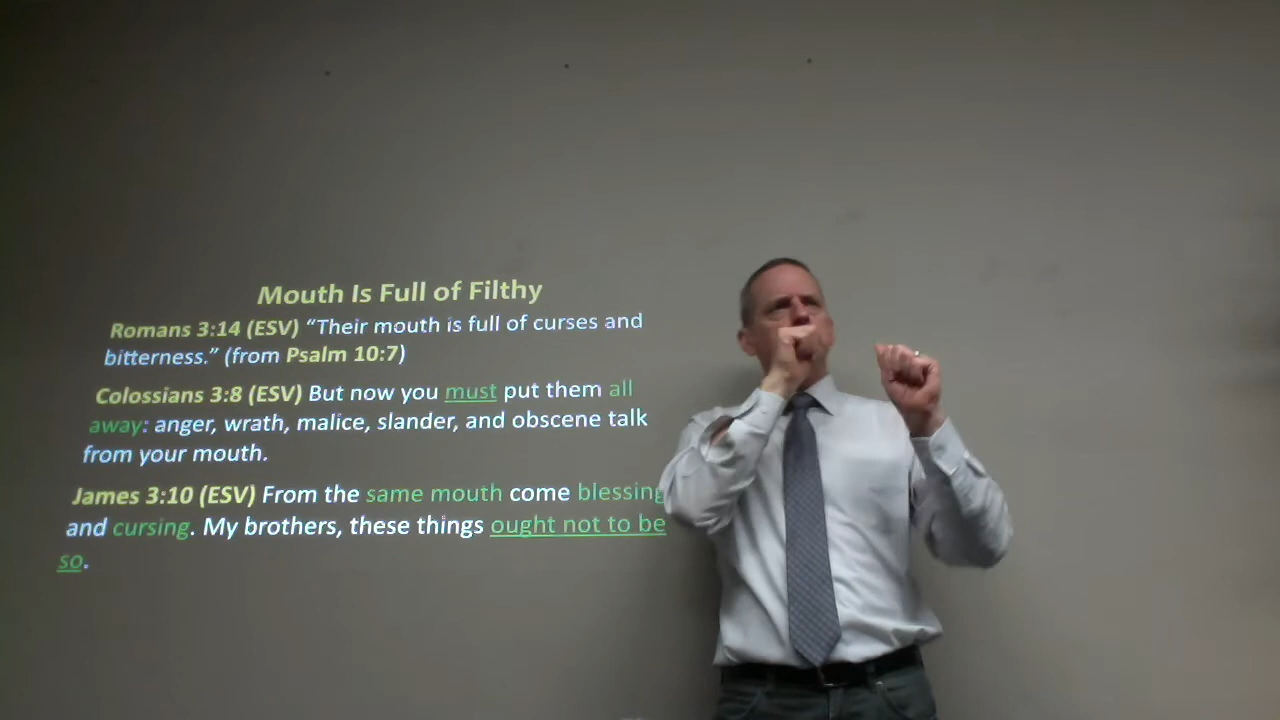 Mouth Is Full of Filthy
Romans 3:14 (ESV) “Their mouth is full of curses and
bitterness.” (from Psalm 10:7)
Colossians 3:8 (ESV) But now you must put them all
away: anger, wrath, malice, slander, and obscene talk
from your mouth.
James 3:10 (ESV) From the same mouth come blessing
and cursing. My brothers, these things ought not to be
so.